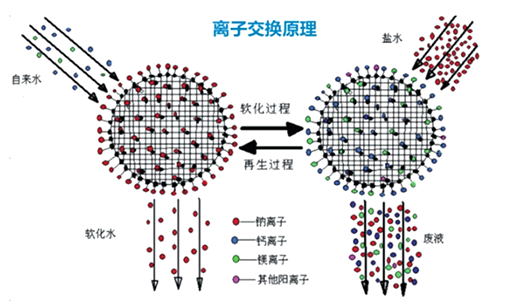 离子交换原理
盐水
自来水
软化过程
再生过程
软化水
废液
钠离子
钙离子
镁离子
其他阳离子